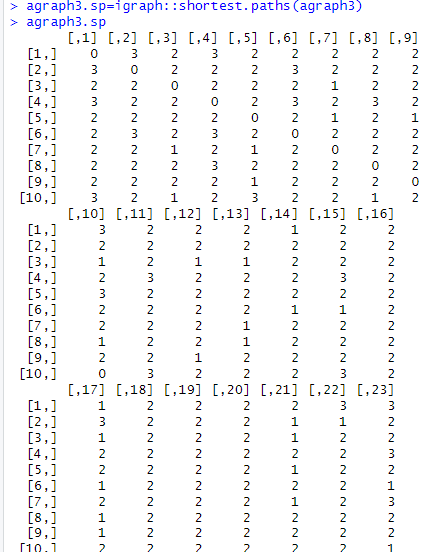 > agraph3.sp=igraph::shortest.paths(agraph3)
> agraph3.sp
[,1] [,2] [,3] [,4] [,5] [,6] [,7] [,8] [,9]
[1,] 0 3 2 3 2 2 2 2 2
[2,] 3 0 2 2 2 3 2 2 2
[3,] 2 2 0 2 2 2 1 2 2
[4,] 3 2 2 0 2 3 2 3 2
[5,] 2 2 2 2 0 2 1 2 1
[6,] 2 3 2 3 2 0 2 2 2
[7,] 2 2 1 2 1 2 0 2 2
[8,] 2 2 2 3 2 2 2 0 2
[9,] 2 2 2 2 1 2 2 2 0
[10,] 3 2 1 2 3 2 2 1 2
[,10] [,11] [,12] [,13] [,14] [,15] [,16]
[1,] 3 2 2 2 1 2 2
[2,] 2 2 2 2 2 2 2
[3,] 1 2 1 1 2 2 2
[4,] 2 3 2 2 2 3 2
[5,] 3 2 2 2 2 2 2
[6,] 2 2 2 2 1 1 2
[7,] 2 2 2 1 2 2 2
[8,] 1 2 2 1 2 2 2
[9,] 2 2 1 2 2 2 2
[10,] 0 3 2 2 2 3 2
[,17] [,18] [,19] [,20] [,21] [,22] [,23]
[1,] 1 2 2 2 2 3 3
[2,] 3 2 2 2 1 1 2
[3,] 1 2 2 2 1 2 2
[4,] 2 2 2 2 2 2 3
[5,] 2 2 2 2 1 2 2
[6,] 1 2 2 2 2 2 1
[7,] 2 2 2 2 1 2 3
[8,] 1 2 2 2 2 2 2
[9,] 1 2 2 2 2 2 2
[10,] 2 2 2 2 2 2 1